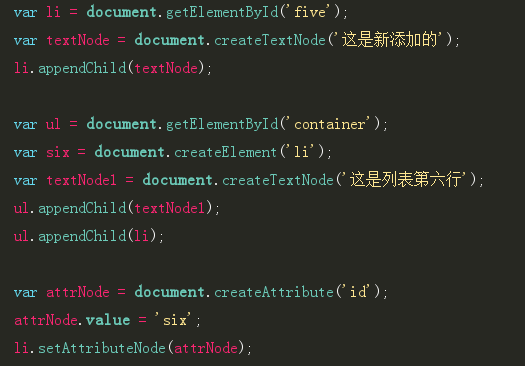 var li = document.getElementById('five');
var textNode = document.createTextNode('这是新添加的');
li.appendChild(textNode);
var ul = document.getElementById('container');
var six = document.createElement('li');
var textNode1 = document.createTextNode('这是列表第六行');
ul.appendChild(textNode1);
ul.appendChild(li);
var attrNode = document.createAttribute('id');
attrNode.value = 'six';
li.setAttributeNode(attrNode);